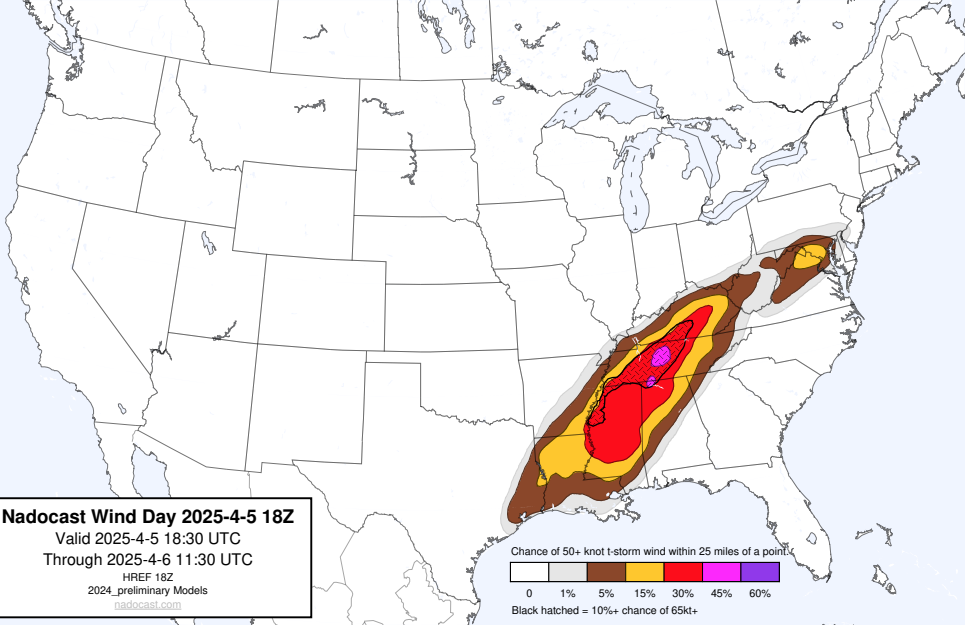 Nadocast Wind Day 2025-4-5 18Z
Valid 2025-4-5 18:30 UTC
Through 2025-4-6 11:30 UTC
HREF 18Z
2024_preliminary Models
nadocast.com
Chance of 50+ knot t-storm wind within 25 miles of a point.
0 1% 5% 15% 30% 45% 60%
Black hatched = 10%+ chance of 65kt+